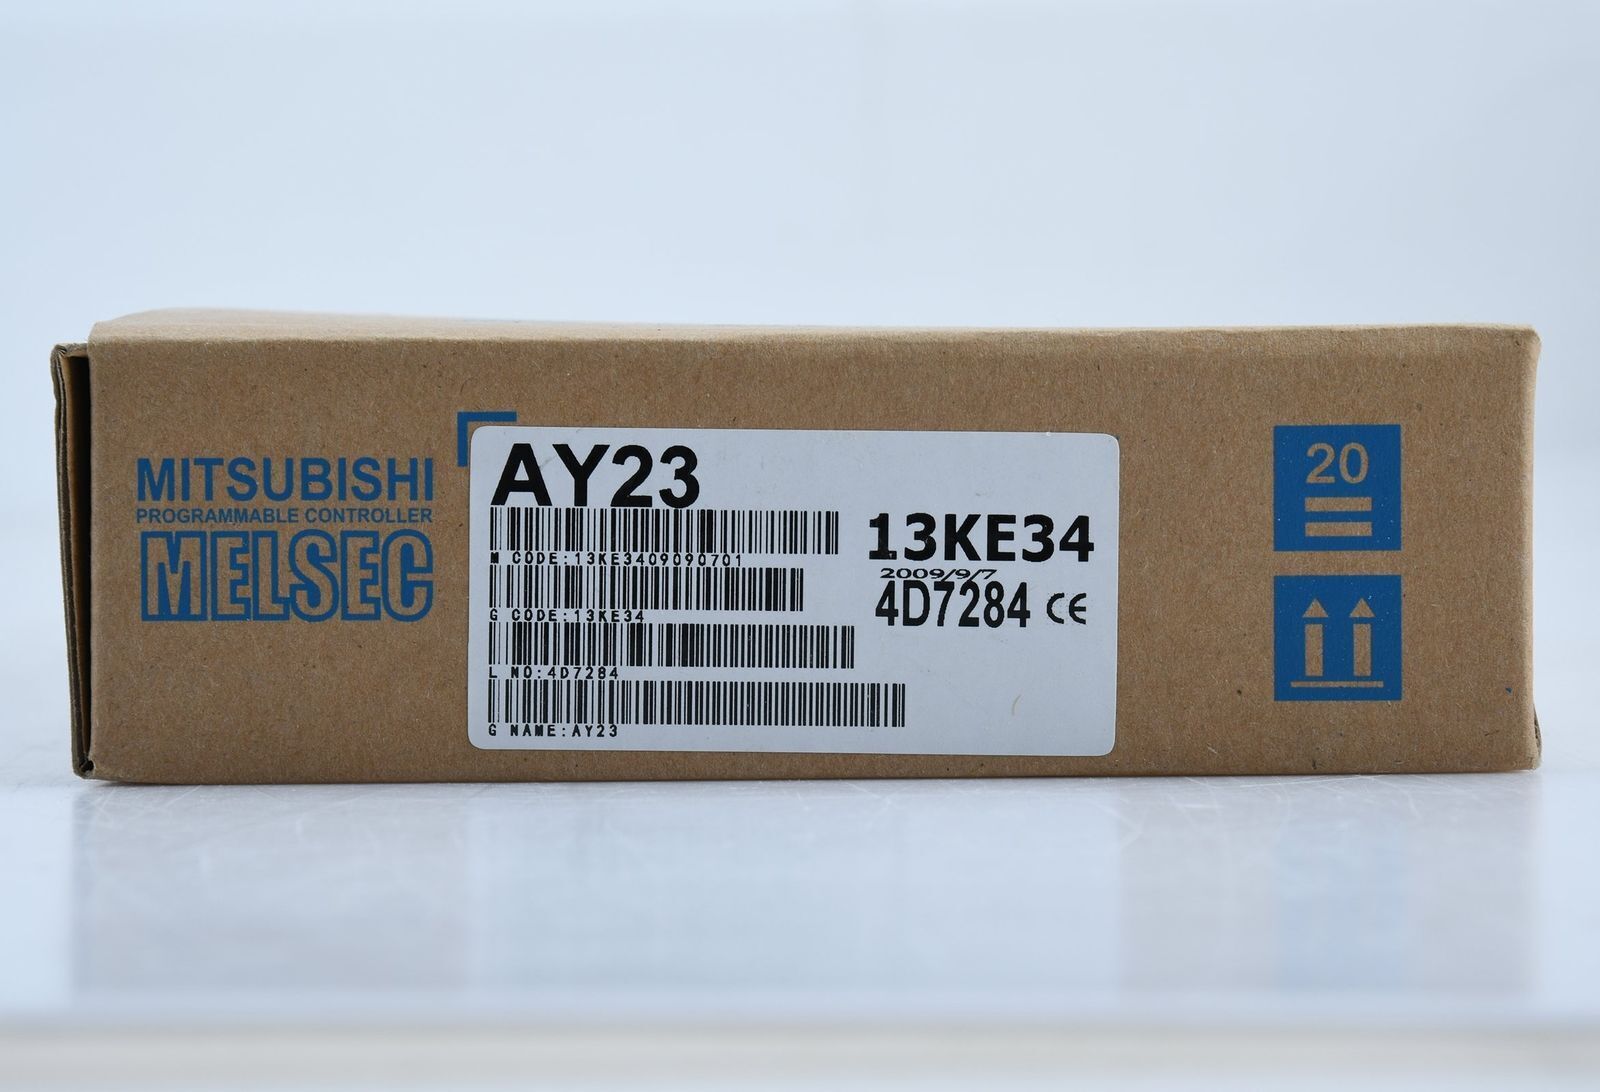 MITSUBISHI
PROGRAMMABLE CONTROLLER
MELSEC
AY23
M CODE:13KE3409090701
G CODE:13KE34
L NO:4D7284
G NAME:AY23
13KE34
2009/9/7
4D7284 CE
20